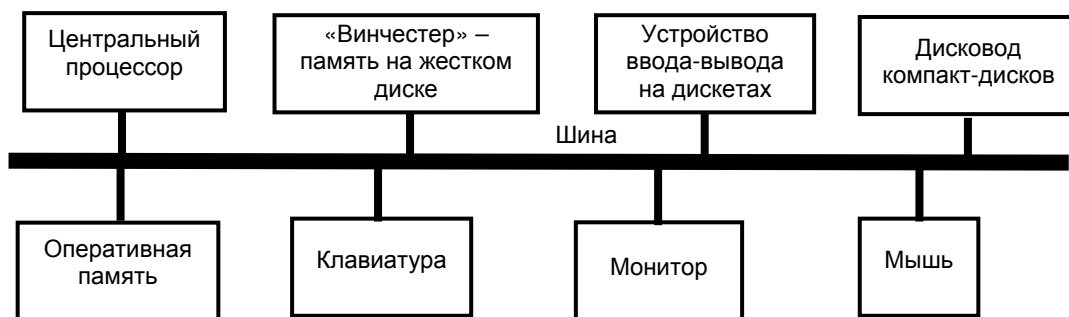 Центральный
процессор
«Винчестер» –
память на жестком
диске
Устройство
ввода-вывода
на дискетах
Дисковод
компакт-дисков
Шина
Оперативная
память
Клавиатура
Монитор
Мышь